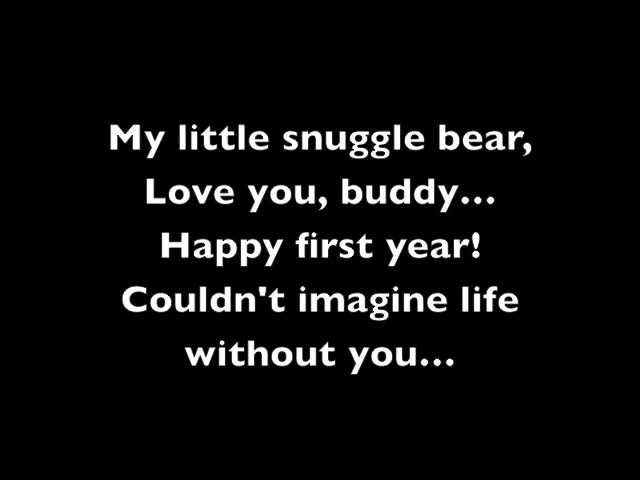 My little snuggle bear,
Love you, buddy...
Happy first year!
Couldn't imagine life
without you...